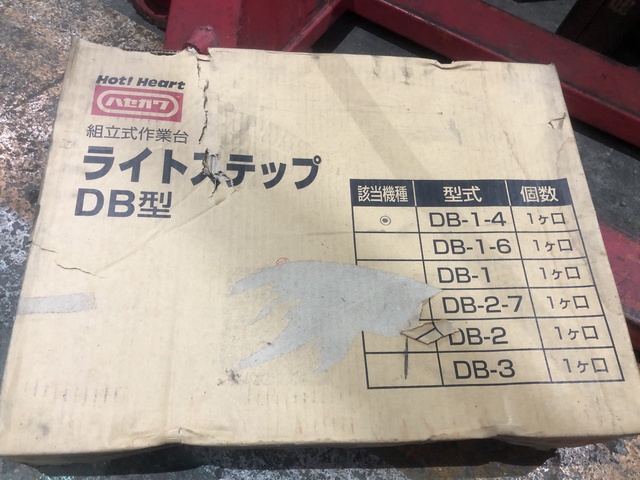 Hot! Heart
ハセガワ
組立式作業台
ライトステップ
DB型
該当機種 型式 個数
◎ DB-1-4 1ヶ口
DB-1-6 1ヶ口
DB-1 1ヶ口
DB-2-7 1ヶ口
DB-2 1ヶ口
DB-3 1ヶ口